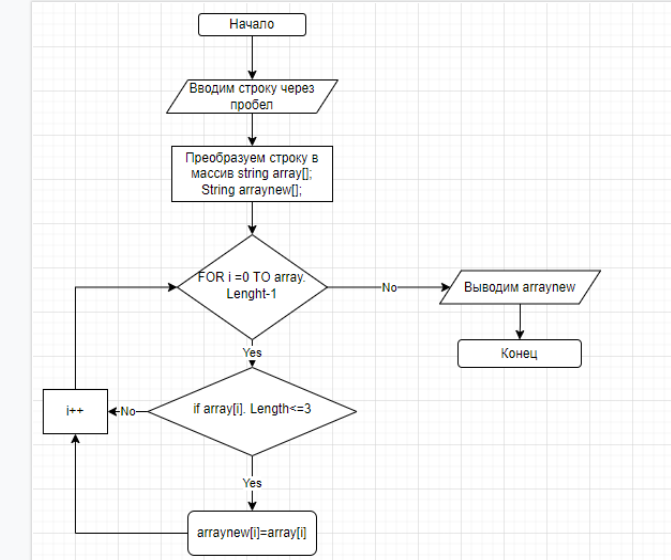 Начало
Вводим строку через
пробел
Преобразуем строку в
массив string array[];
String arraynew[];
FOR i =0 TO array.
Lenght-1
No
Выводим arraynew
Yes
Конец
if array[i]. Length<=3
No
i++
Yes
arraynew[i]=array[i]